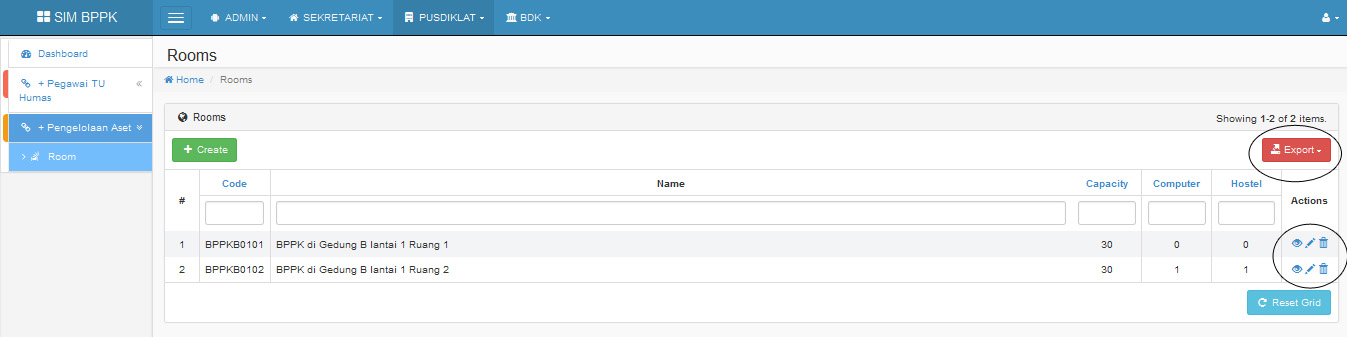 SIM BPPK ADMIN SEKRETARIAT PUSDIKLAT BDK
Dashboard
+ Pegawai TU Humas
+ Pengelolaan Aset
Room
Rooms
Home / Rooms
Rooms Showing 1-2 of 2 items.
+ Create Export
# Code Name Capacity Computer Hostel Actions
1 BPPKB0101 BPPK di Gedung B lantai 1 Ruang 1 30 0 0
2 BPPKB0102 BPPK di Gedung B lantai 1 Ruang 2 30 1 1
Reset Grid